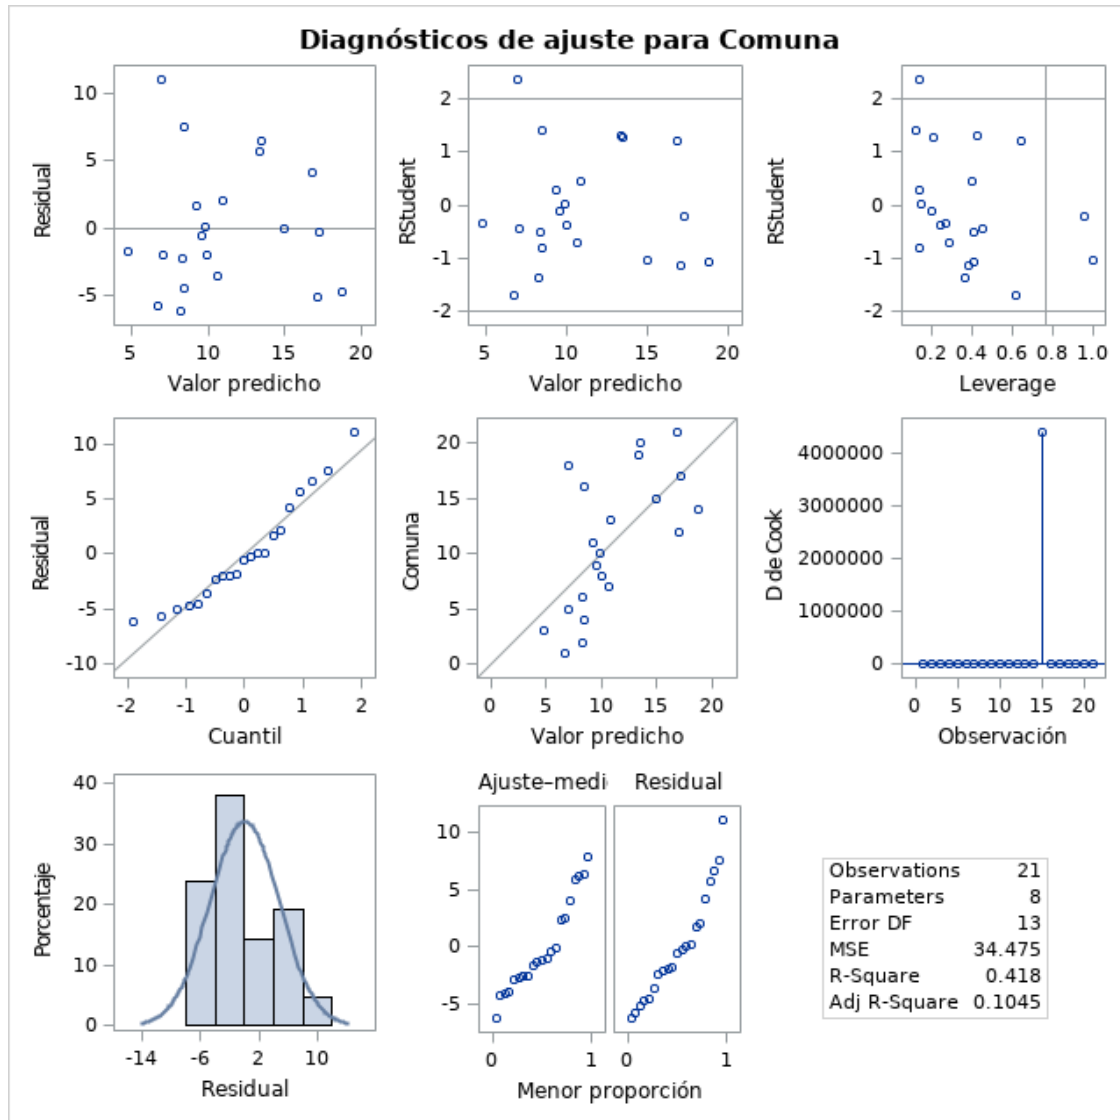 Diagnósticos de ajuste para Comuna
Residual
10
5
0
-5
5 10 15 20
Valor predicho
RStudent
2
1
0
-1
-2
5 10 15 20
Valor predicho
RStudent
2
1
0
-1
-2
0.2 0.4 0.6 0.8 1.0
Leverage
Residual
10
5
0
-5
-10
-2 -1 0 1 2
Cuantil
Comuna
20
15
10
5
0
0 5 10 15 20
Valor predicho
D de Cook
4000000
3000000
2000000
1000000
0
0 5 10 15 20
Observación
Porcentaje
40
30
20
10
0
-14 -6 2 10
Residual
Ajuste–medi Residual
10
5
0
-5
0 1 0 1
Menor proporción
Observations 21
Parameters 8
Error DF 13
MSE 34.475
R-Square 0.418
Adj R-Square 0.1045